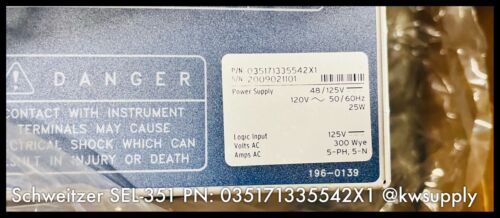 DANGER
CONTACT WITH INSTRUMENT
TERMINALS MAY CAUSE
ELECTRICAL SHOCK WHICH CAN
RESULT IN INJURY OR DEATH
P/N 035171335542X1
S/N 2009021101
Power Supply 48/125V⎓
120V ~ 50/60Hz
25W
Logic Input 125V⎓
Volts AC 300 Wye
Amps AC 5-PH, 5-N
196-0139
Schweitzer SEL-351 PN: 035171335542X1 @kwsupply